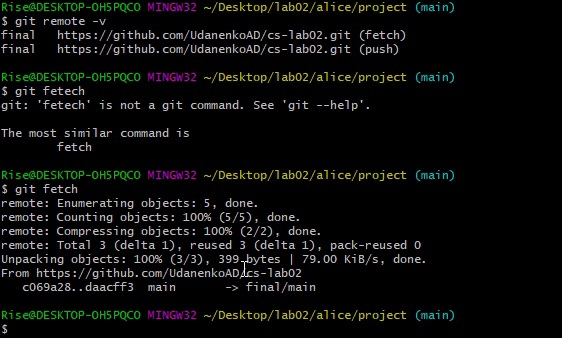 Rise@DESKTOP-OH5PQCO MINGW32 ~/Desktop/lab02/alice/project (main)
$ git remote -v
final   https://github.com/UdanenkoAD/cs-lab02.git (fetch)
final   https://github.com/UdanenkoAD/cs-lab02.git (push)
Rise@DESKTOP-OH5PQCO MINGW32 ~/Desktop/lab02/alice/project (main)
$ git fetech
git: 'fetech' is not a git command. See 'git --help'.
The most similar command is
        fetch
Rise@DESKTOP-OH5PQCO MINGW32 ~/Desktop/lab02/alice/project (main)
$ git fetch
remote: Enumerating objects: 5, done.
remote: Counting objects: 100% (5/5), done.
remote: Compressing objects: 100% (2/2), done.
remote: Total 3 (delta 1), reused 3 (delta 1), pack-reused 0
Unpacking objects: 100% (3/3), 399 bytes | 79.00 KiB/s, done.
From https://github.com/UdanenkoAD/cs-lab02
   c069a28..daacff3  main       -> final/main
Rise@DESKTOP-OH5PQCO MINGW32 ~/Desktop/lab02/alice/project (main)
$